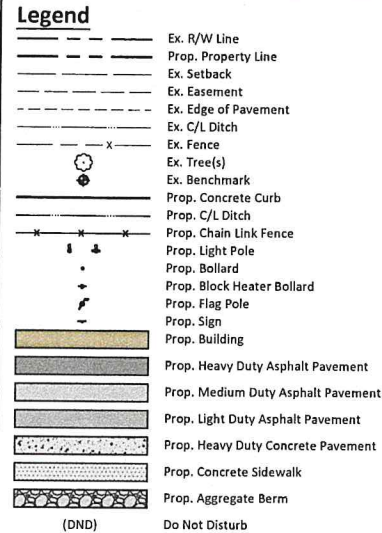 Legend
Ex. R/W Line
Prop. Property Line
Ex. Setback
Ex. Easement
Ex. Edge of Pavement
Ex. C/L Ditch
x Ex. Fence
Ex. Tree(s)
Ex. Benchmark
Prop. Concrete Curb
Prop. C/L Ditch
x x x Prop. Chain Link Fence
Prop. Light Pole
Prop. Bollard
Prop. Block Heater Bollard
Prop. Flag Pole
Prop. Sign
Prop. Building
Prop. Heavy Duty Asphalt Pavement
Prop. Medium Duty Asphalt Pavement
Prop. Light Duty Asphalt Pavement
Prop. Heavy Duty Concrete Pavement
Prop. Concrete Sidewalk
Prop. Aggregate Berm
(DND) Do Not Disturb